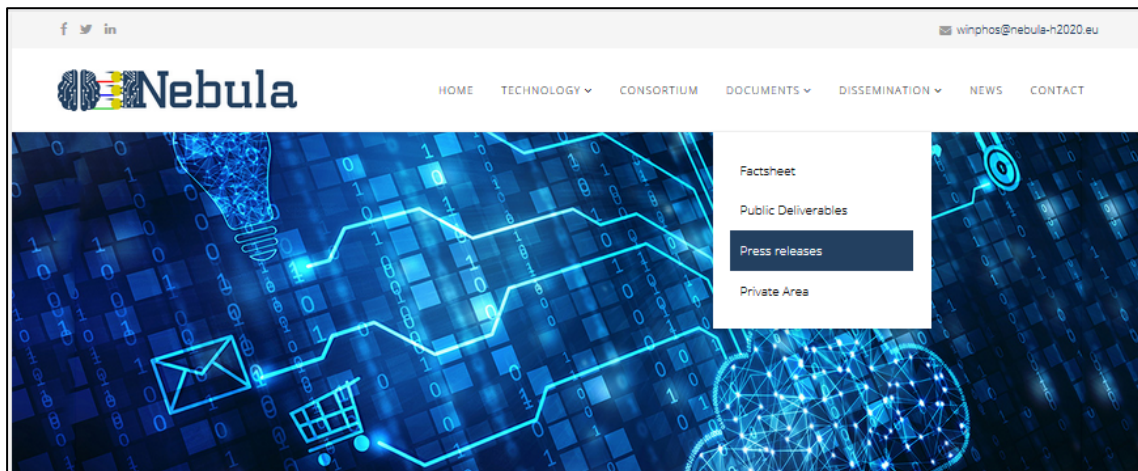 winphos@nebula-h2020.eu
Nebula
HOME TECHNOLOGY CONSORTIUM DOCUMENTS DISSEMINATION NEWS CONTACT
Factsheet
Public Deliverables
Press releases
Private Area